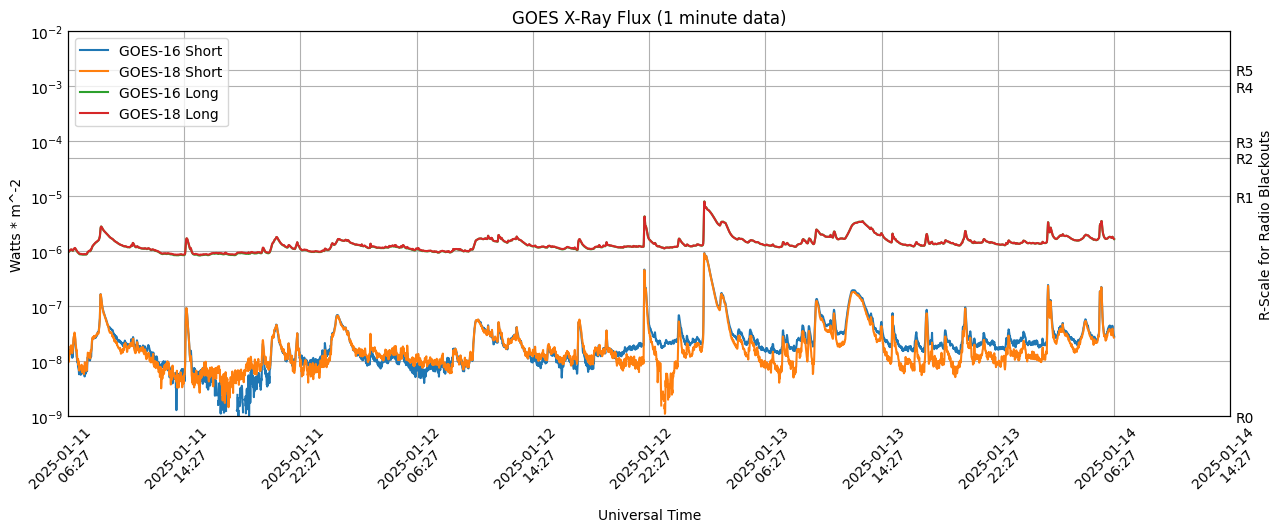 GOES X-Ray Flux (1 minute data)
GOES-16 Short
GOES-18 Short
GOES-16 Long
GOES-18 Long
Watts * m^-2
10⁻²
10⁻³
10⁻⁴
10⁻⁵
10⁻⁶
10⁻⁷
10⁻⁸
10⁻⁹
R5
R4
R3
R2
R1
R0
R-Scale for Radio Blackouts
2025-01-11
06:27
2025-01-11
14:27
2025-01-11
22:27
2025-01-12
06:27
2025-01-12
14:27
2025-01-12
22:27
2025-01-13
06:27
2025-01-13
14:27
2025-01-13
22:27
2025-01-14
06:27
2025-01-14
14:27
Universal Time